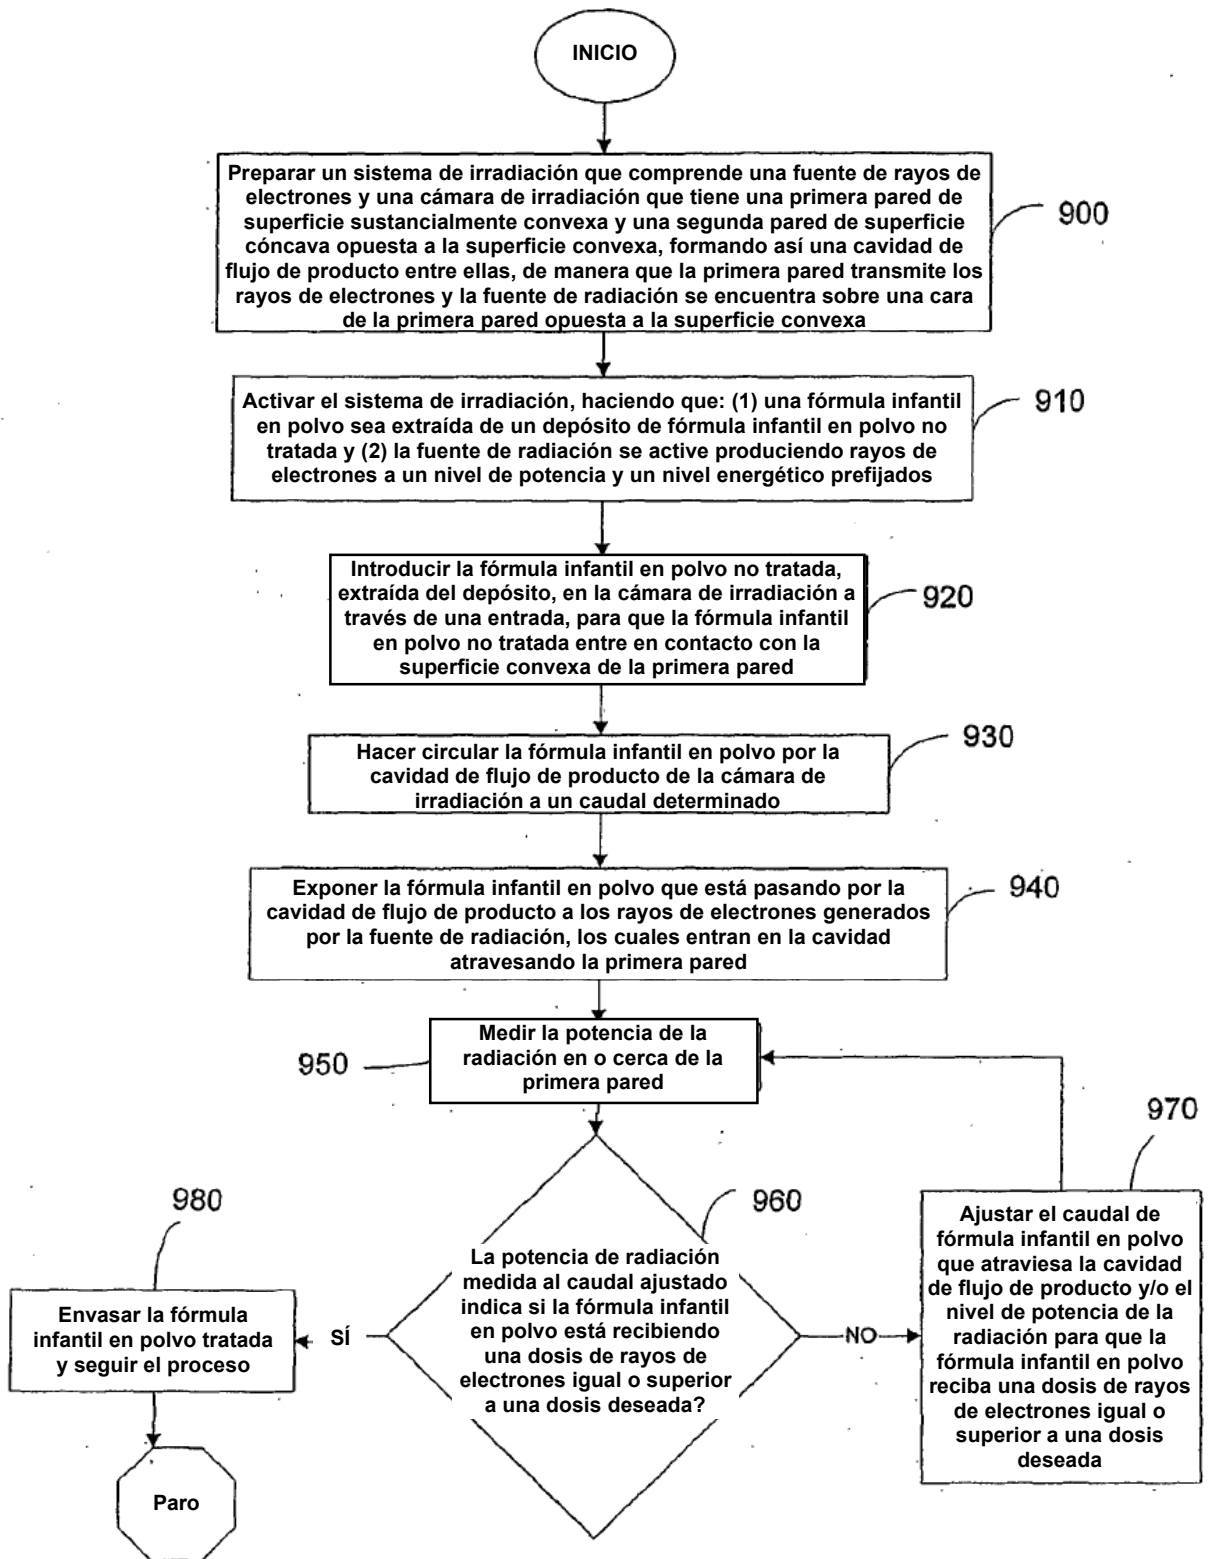 INICIO
Preparar un sistema de irradiación que comprende una fuente de rayos de
electrones y una cámara de irradiación que tiene una primera pared de
superficie sustancialmente convexa y una segunda pared de superficie
cóncava opuesta a la superficie convexa, formando así una cavidad de
flujo de producto entre ellas, de manera que la primera pared transmite los
rayos de electrones y la fuente de radiación se encuentra sobre una cara
de la primera pared opuesta a la superficie convexa
900
Activar el sistema de irradiación, haciendo que: (1) una fórmula infantil
en polvo sea extraída de un depósito de fórmula infantil en polvo no
tratada y (2) la fuente de radiación se active produciendo rayos de
electrones a un nivel de potencia y un nivel energético prefijados
910
Introducir la fórmula infantil en polvo no tratada,
extraída del depósito, en la cámara de irradiación a
través de una entrada, para que la fórmula infantil
en polvo no tratada entre en contacto con la
superficie convexa de la primera pared
920
Hacer circular la fórmula infantil en polvo por la
cavidad de flujo de producto de la cámara de
irradiación a un caudal determinado
930
Exponer la fórmula infantil en polvo que está pasando por la
cavidad de flujo de producto a los rayos de electrones generados
por la fuente de radiación, los cuales entran en la cavidad
atravesando la primera pared
940
Medir la potencia de la
radiación en o cerca de la
primera pared
950
La potencia de radiación
medida al caudal ajustado
indica si la fórmula infantil
en polvo está recibiendo
una dosis de rayos de
electrones igual o superior
a una dosis deseada?
960
NO
970
Ajustar el caudal de
fórmula infantil en polvo
que atraviesa la cavidad
de flujo de producto y/o el
nivel de potencia de la
radiación para que la
fórmula infantil en polvo
reciba una dosis de rayos
de electrones igual o
superior a una dosis
deseada
SÍ
980
Envasar la fórmula
infantil en polvo tratada
y seguir el proceso
Paro